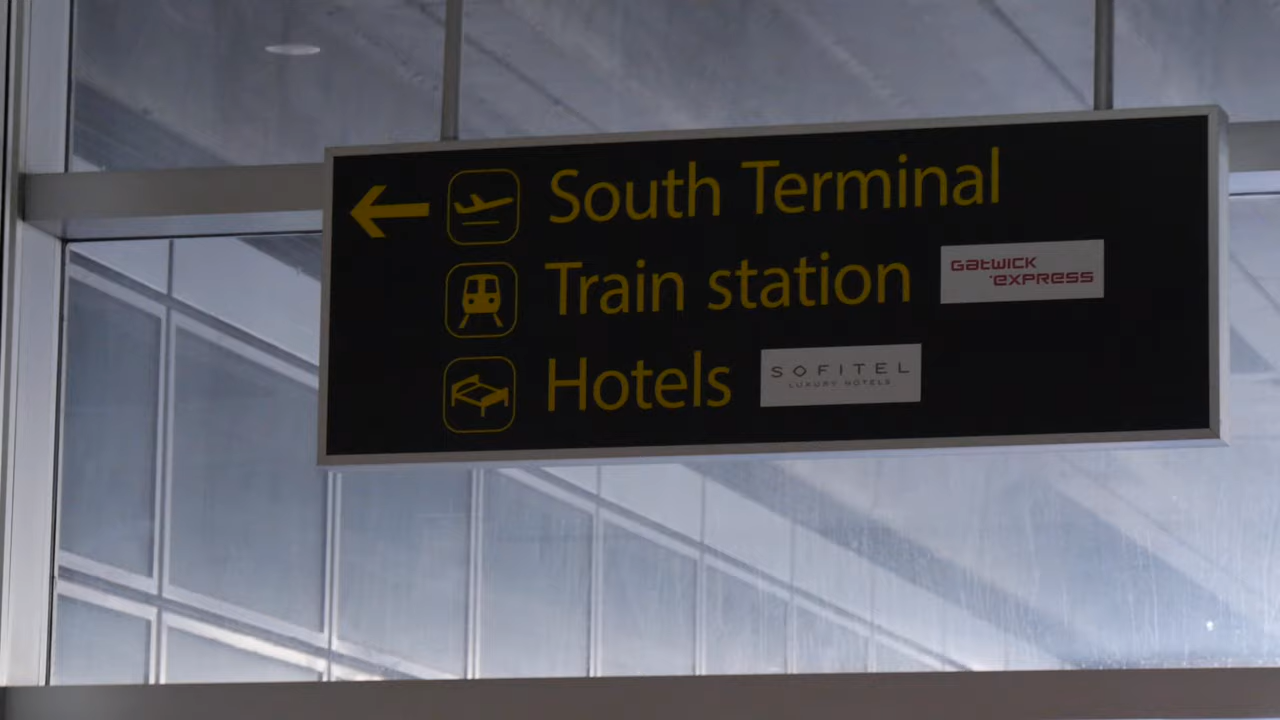 South Terminal
Train station GATWICK EXPRESS
Hotels SOFITEL
LUXURY HOTELS